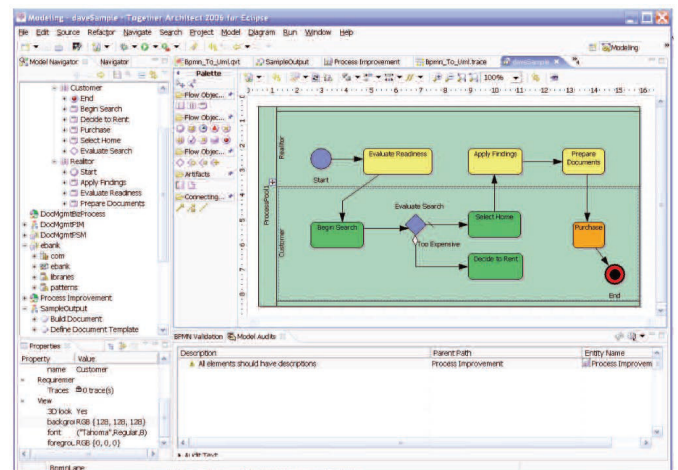 Modeling - daveSample - Together Architect 2006 for Eclipse
File Edit Source Refactor Navigate Search Project Model Diagram Run Window Help
Modeling
Model Navigator Navigator
Bpmn_To_Uml.qvt SampleOutput Process Improvement Bpmn_To_Uml.trace daveSample
Palette
100%
Customer
End
Begin Search
Decide to Rent
Purchase
Select Home
Evaluate Search
Realtor
Start
Apply Findings
Evaluate Readiness
Prepare Documents
DocMgmtBizProcess
DocMgmtPIM
DocMgmtPSM
ebank
com
ebank
libraries
patterns
Process Improvement
SampleOutput
Build Document
Define Document Template
Flow Objec...
Flow Objec...
Flow Objec...
Artifacts
Connecting...
ProcessPool1
Realtor
Customer
Start
Evaluate Readiness
Apply Findings
Prepare Documents
Begin Search
Evaluate Search
Select Home
Too Expensive
Decide to Rent
Purchase
End
Properties
Property Value
name Customer
Requiremer
Traces 0 trace(s)
View
3D look Yes
backgrou RGB {128, 128, 128}
font ("Tahoma",Regular,8)
foregrou RGB {0, 0, 0}
BpmnLane
BPMN Validation Model Audits
Description Parent Path Entity Name
All elements should have descriptions Process Improvement Process Improvem
Audit Text